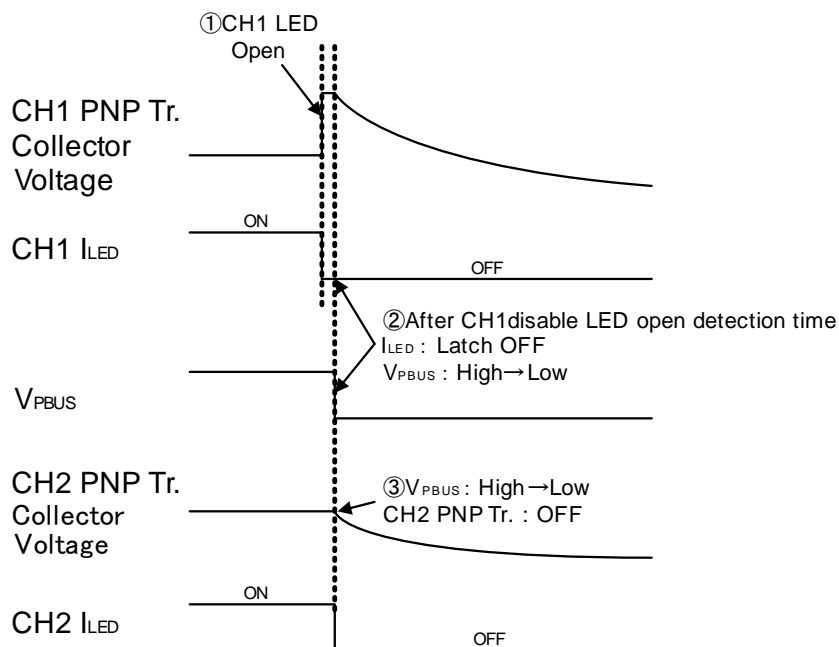 ①CH1 LED
Open
CH1 PNP Tr.
Collector
Voltage
ON
CH1 ILED
OFF
②After CH1disable LED open detection time
ILED : Latch OFF
VPBUS : High→Low
VPBUS
CH2 PNP Tr.
Collector
Voltage
③VPBUS : High→Low
CH2 PNP Tr. : OFF
ON
CH2 ILED
OFF